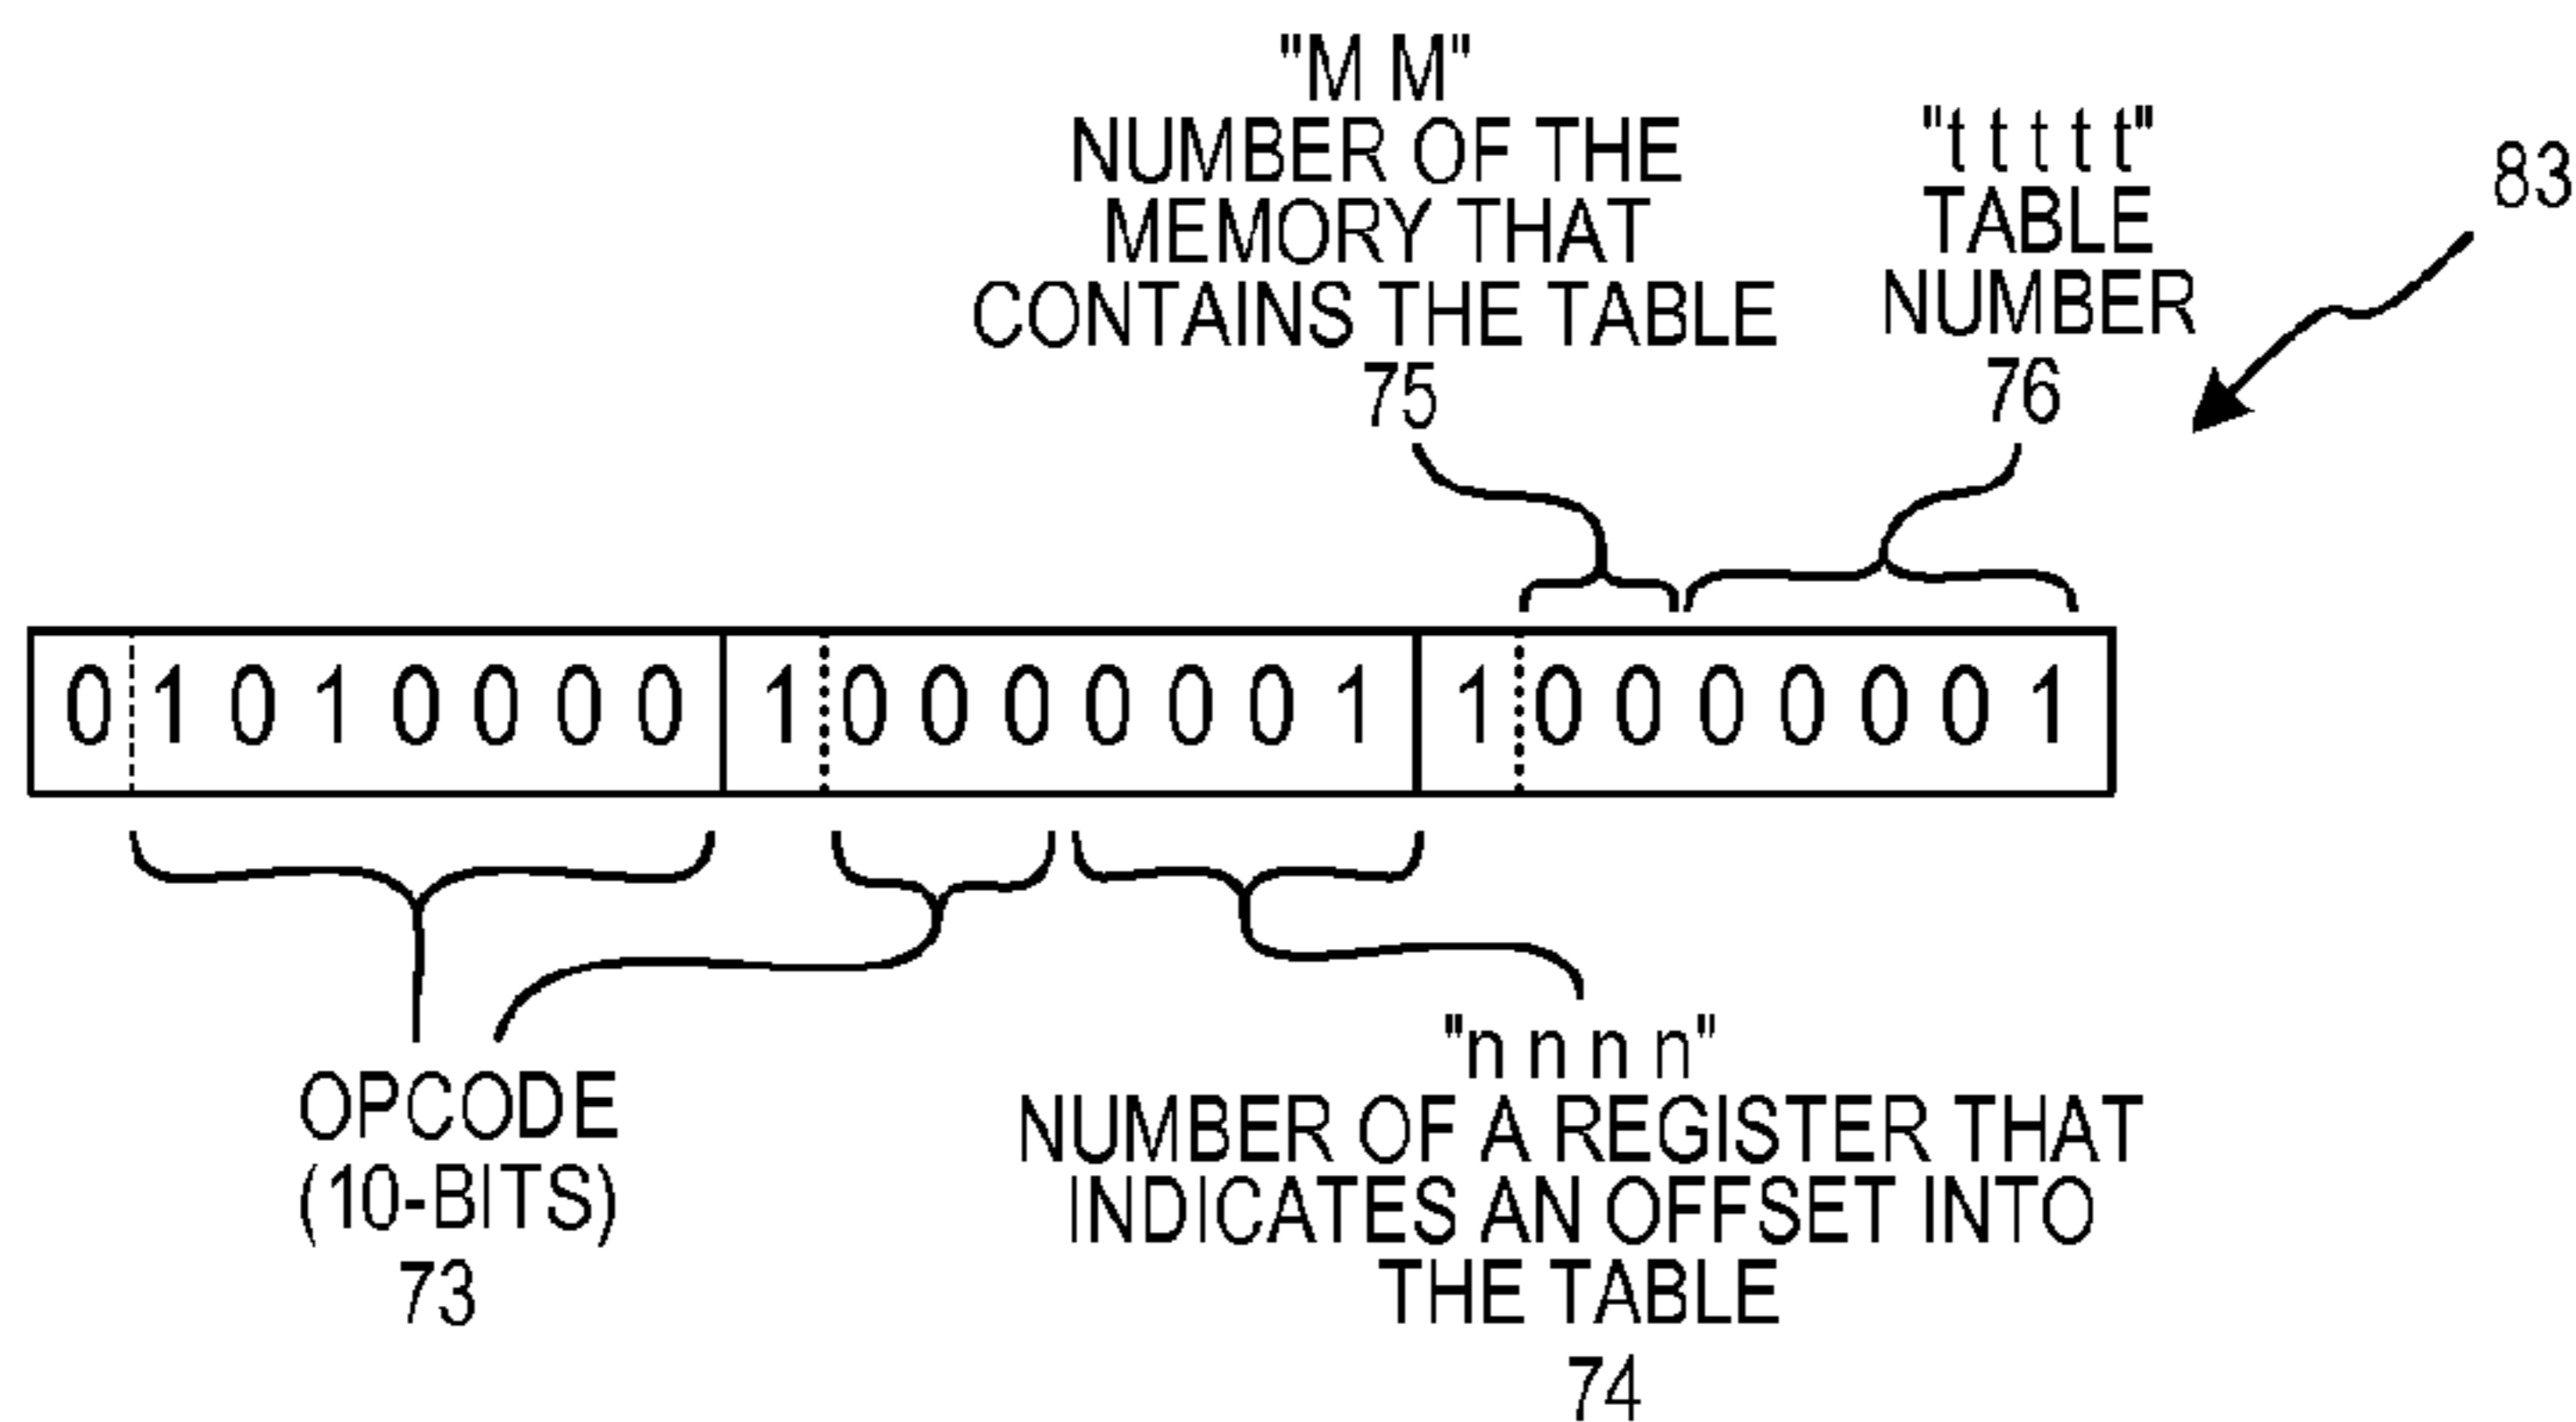 "M M"
NUMBER OF THE
MEMORY THAT
CONTAINS THE TABLE
75
"t t t t t"
TABLE
NUMBER
76
83
0 1 0 1 0 0 0 0 1 0 0 0 0 0 0 1 1 0 0 0 0 0 0 1
OPCODE
(10-BITS)
73
"n n n n"
NUMBER OF A REGISTER THAT
INDICATES AN OFFSET INTO
THE TABLE
74